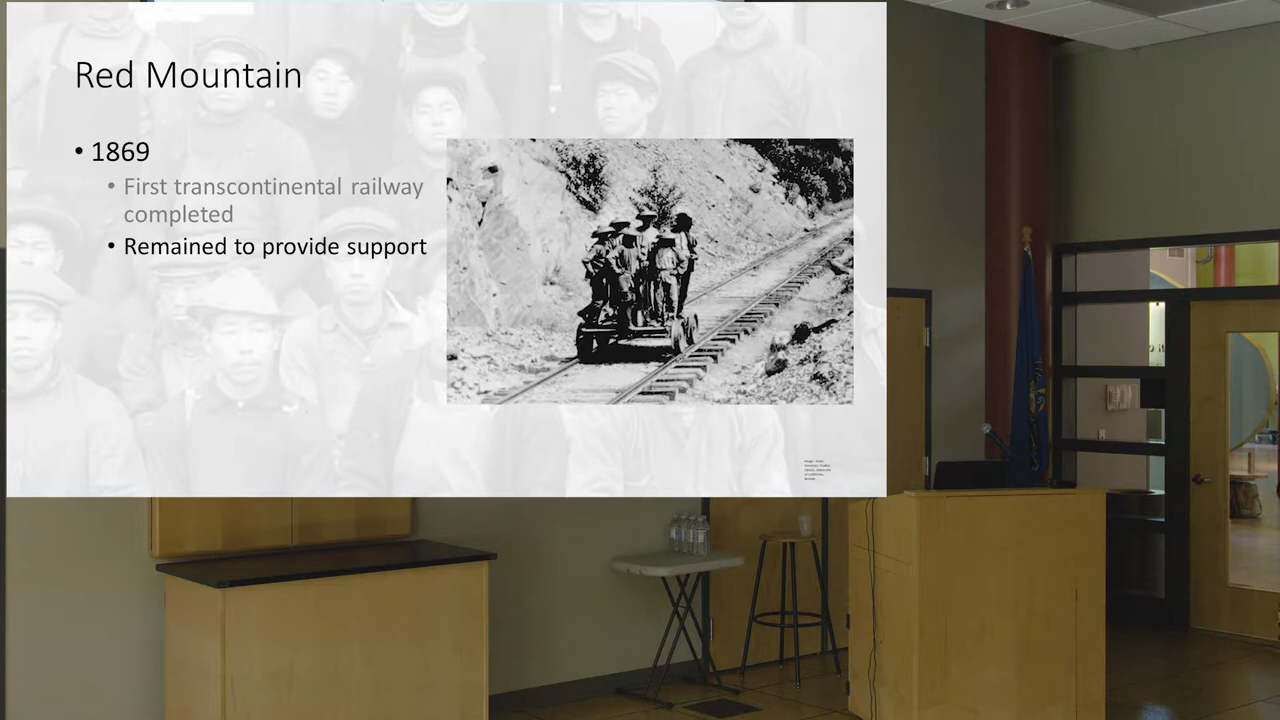 Red Mountain
• 1869
• First transcontinental railway
completed
• Remained to provide support